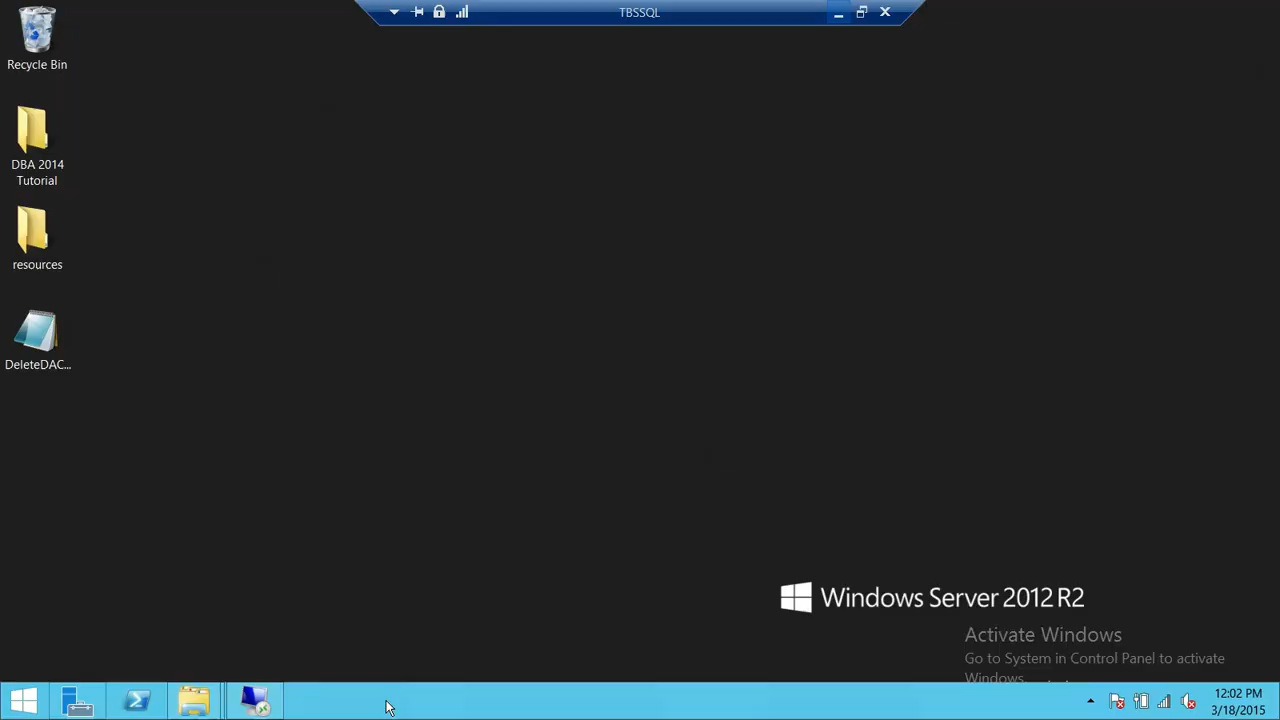 TBSSQL
Recycle Bin
DBA 2014
Tutorial
resources
DeleteDAC...
Windows Server 2012 R2
Activate Windows
Go to System in Control Panel to activate
Windows.
12:02 PM
3/18/2015